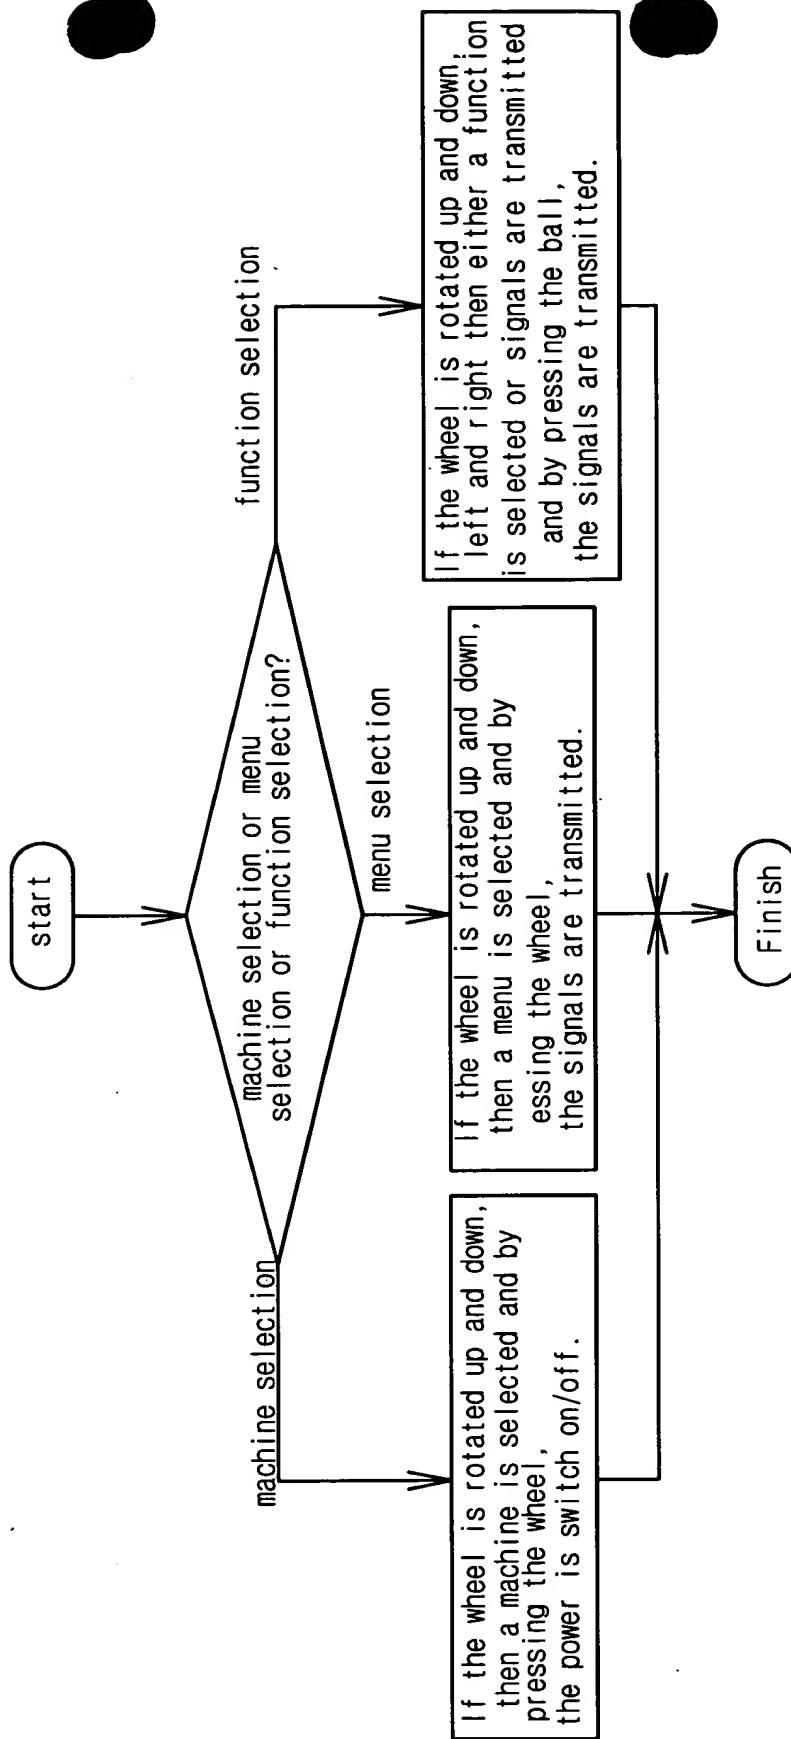 start
machine selection or menu
selection or function selection?
machine selection
menu selection
function selection
If the wheel is rotated up and down,
then a machine is selected and by
pressing the wheel,
the power is switch on/off.
If the wheel is rotated up and down,
then a menu is selected and by
essing the wheel,
the signals are transmitted.
If the wheel is rotated up and down,
left and right then either a function
is selected or signals are transmitted
and by pressing the ball,
the signals are transmitted.
Finish